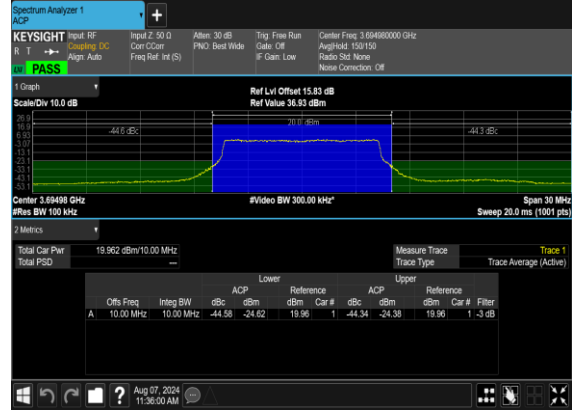 Spectrum Analyzer 1
ACP
KEYSIGHT Input: RF Input Z: 50 Ω Atten: 30 dB Trig: Free Run Center Freq: 3.694980000 GHz
R T Coupling: DC Corr CCorr PNO: Best Wide Gate: Off Avg|Hold: 150/150
Align: Auto Freq Ref: Int (S) IF Gain: Low Radio Std: None
PASS Noise Correction: Off
1 Graph Ref Lvl Offset 15.83 dB
Scale/Div 10.0 dB Ref Value 36.93 dBm
26.9
16.9 -44.6 dBc 20.0 dBm -44.3 dBc
6.93
-3.07
-13.1
-23.1
-33.1
-43.1
-53.1
Center 3.69498 GHz #Video BW 300.00 kHz* Span 30 MHz
#Res BW 100 kHz Sweep 20.0 ms (1001 pts)
2 Metrics
Total Car Pwr 19.962 dBm/10.00 MHz Measure Trace Trace 1
Total PSD --- Trace Type Trace Average (Active)
Lower Upper
ACP Reference ACP Reference
Offs Freq Integ BW dBc dBm dBm Car # dBc dBm dBm Car # Filter
A 10.00 MHz 10.00 MHz -44.58 -24.62 19.96 1 -44.34 -24.38 19.96 1 -3 dB
? Aug 07, 2024
11:36:00 AM